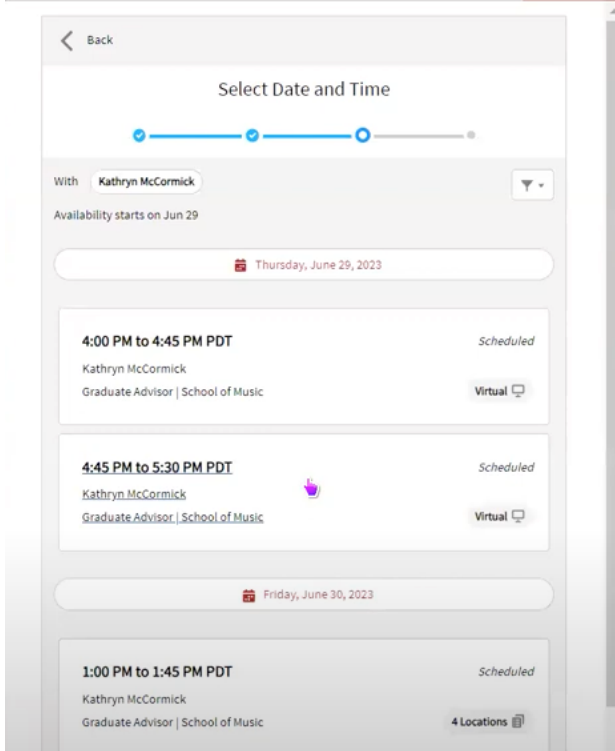 Back
Select Date and Time
With Kathryn McCormick
Availability starts on Jun 29
Thursday, June 29, 2023
4:00 PM to 4:45 PM PDT Scheduled
Kathryn McCormick
Graduate Advisor | School of Music Virtual
4:45 PM to 5:30 PM PDT Scheduled
Kathryn McCormick
Graduate Advisor | School of Music Virtual
Friday, June 30, 2023
1:00 PM to 1:45 PM PDT Scheduled
Kathryn McCormick
Graduate Advisor | School of Music 4 Locations